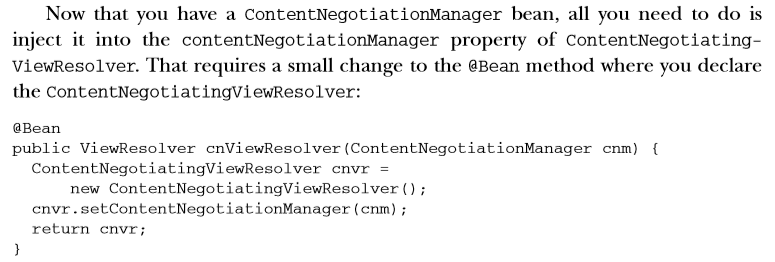 Now that you have a ContentNegotiationManager bean, all you need to do is
inject it into the contentNegotiationManager property of ContentNegotiating-
ViewResolver. That requires a small change to the @Bean method where you declare
the ContentNegotiatingViewResolver:
@Bean
public ViewResolver cnViewResolver(ContentNegotiationManager cnm) {
  ContentNegotiatingViewResolver cnvr =
      new ContentNegotiatingViewResolver();
  cnvr.setContentNegotiationManager(cnm);
  return cnvr;
}